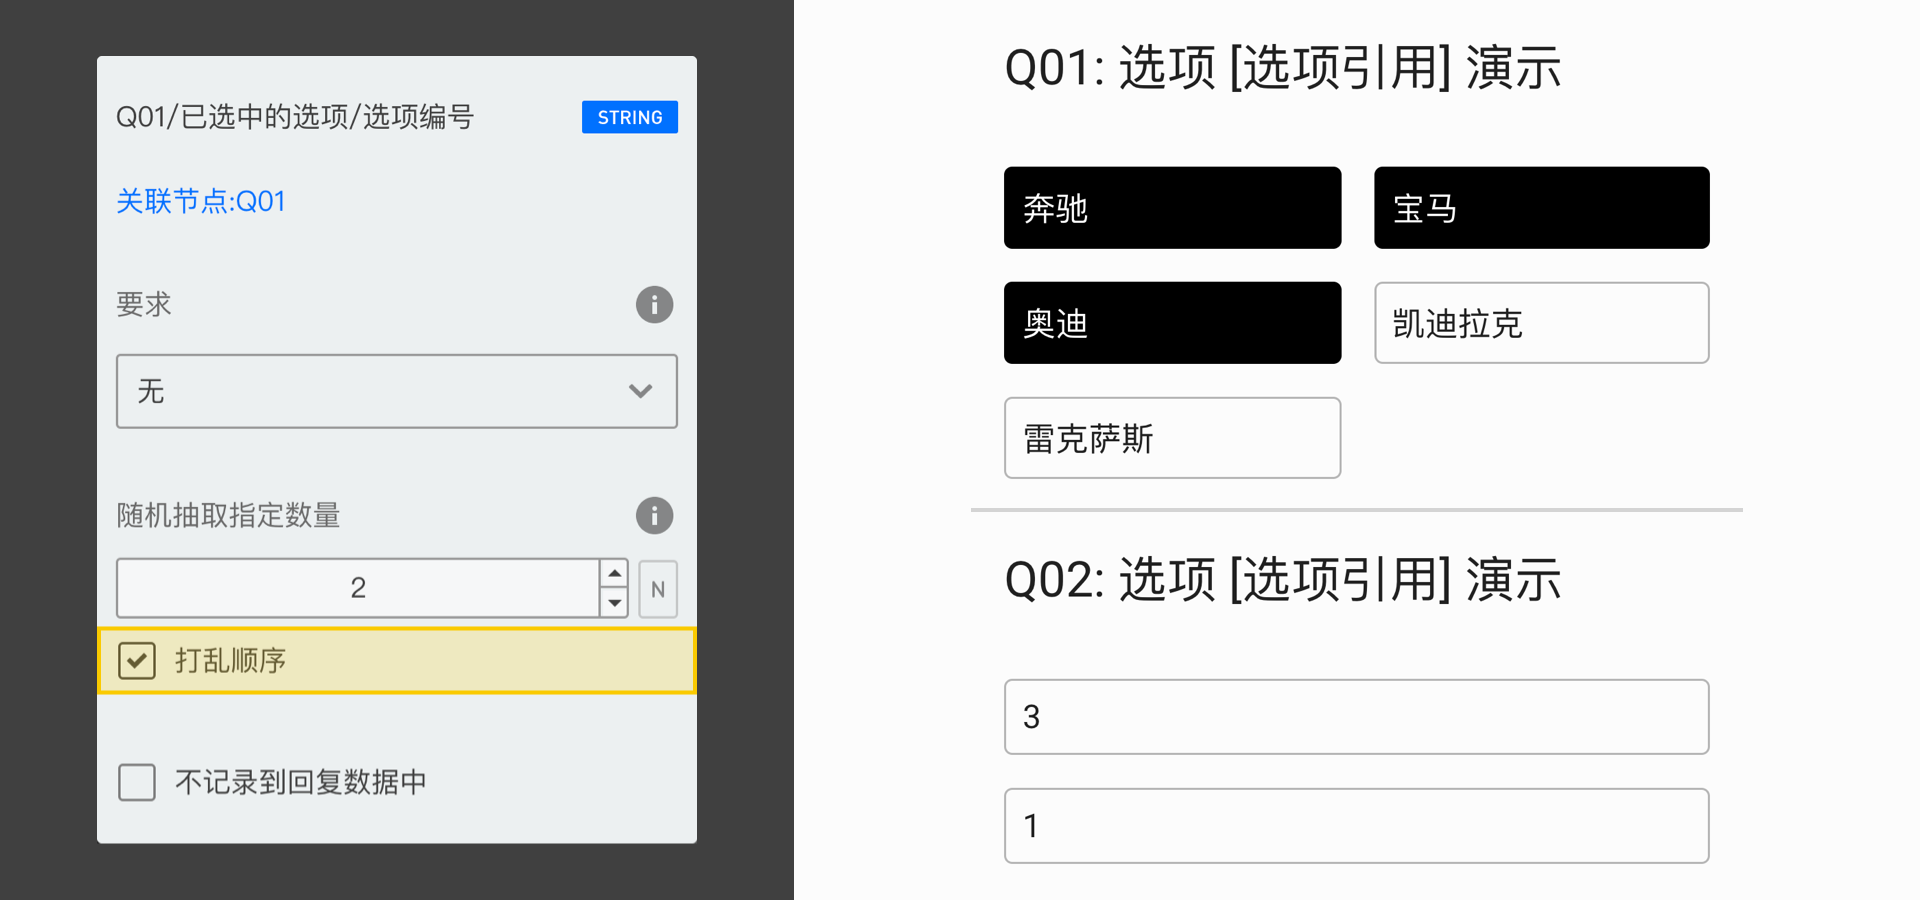 Q01/已选中的选项/选项编号
STRING
关联节点:Q01
要求
无
随机抽取指定数量
2
N
打乱顺序
不记录到回复数据中
Q01: 选项 [选项引用] 演示
奔驰
宝马
奥迪
凯迪拉克
雷克萨斯
Q02: 选项 [选项引用] 演示
3
1